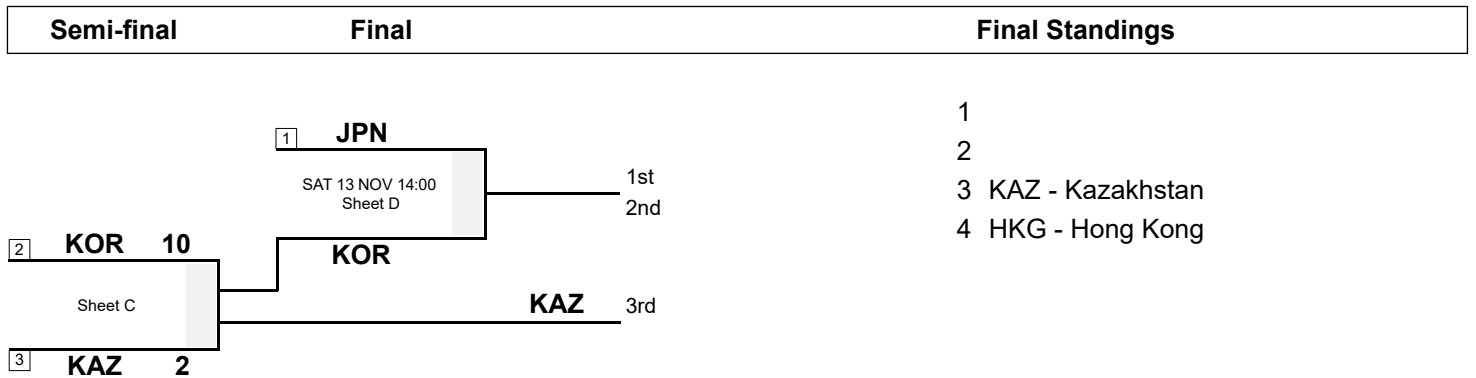 Semi-final Final Final Standings
1 JPN
SAT 13 NOV 14:00
Sheet D
1st
2nd
KOR
2 KOR 10
Sheet C
KAZ 3rd
3 KAZ 2
1
2
3 KAZ - Kazakhstan
4 HKG - Hong Kong